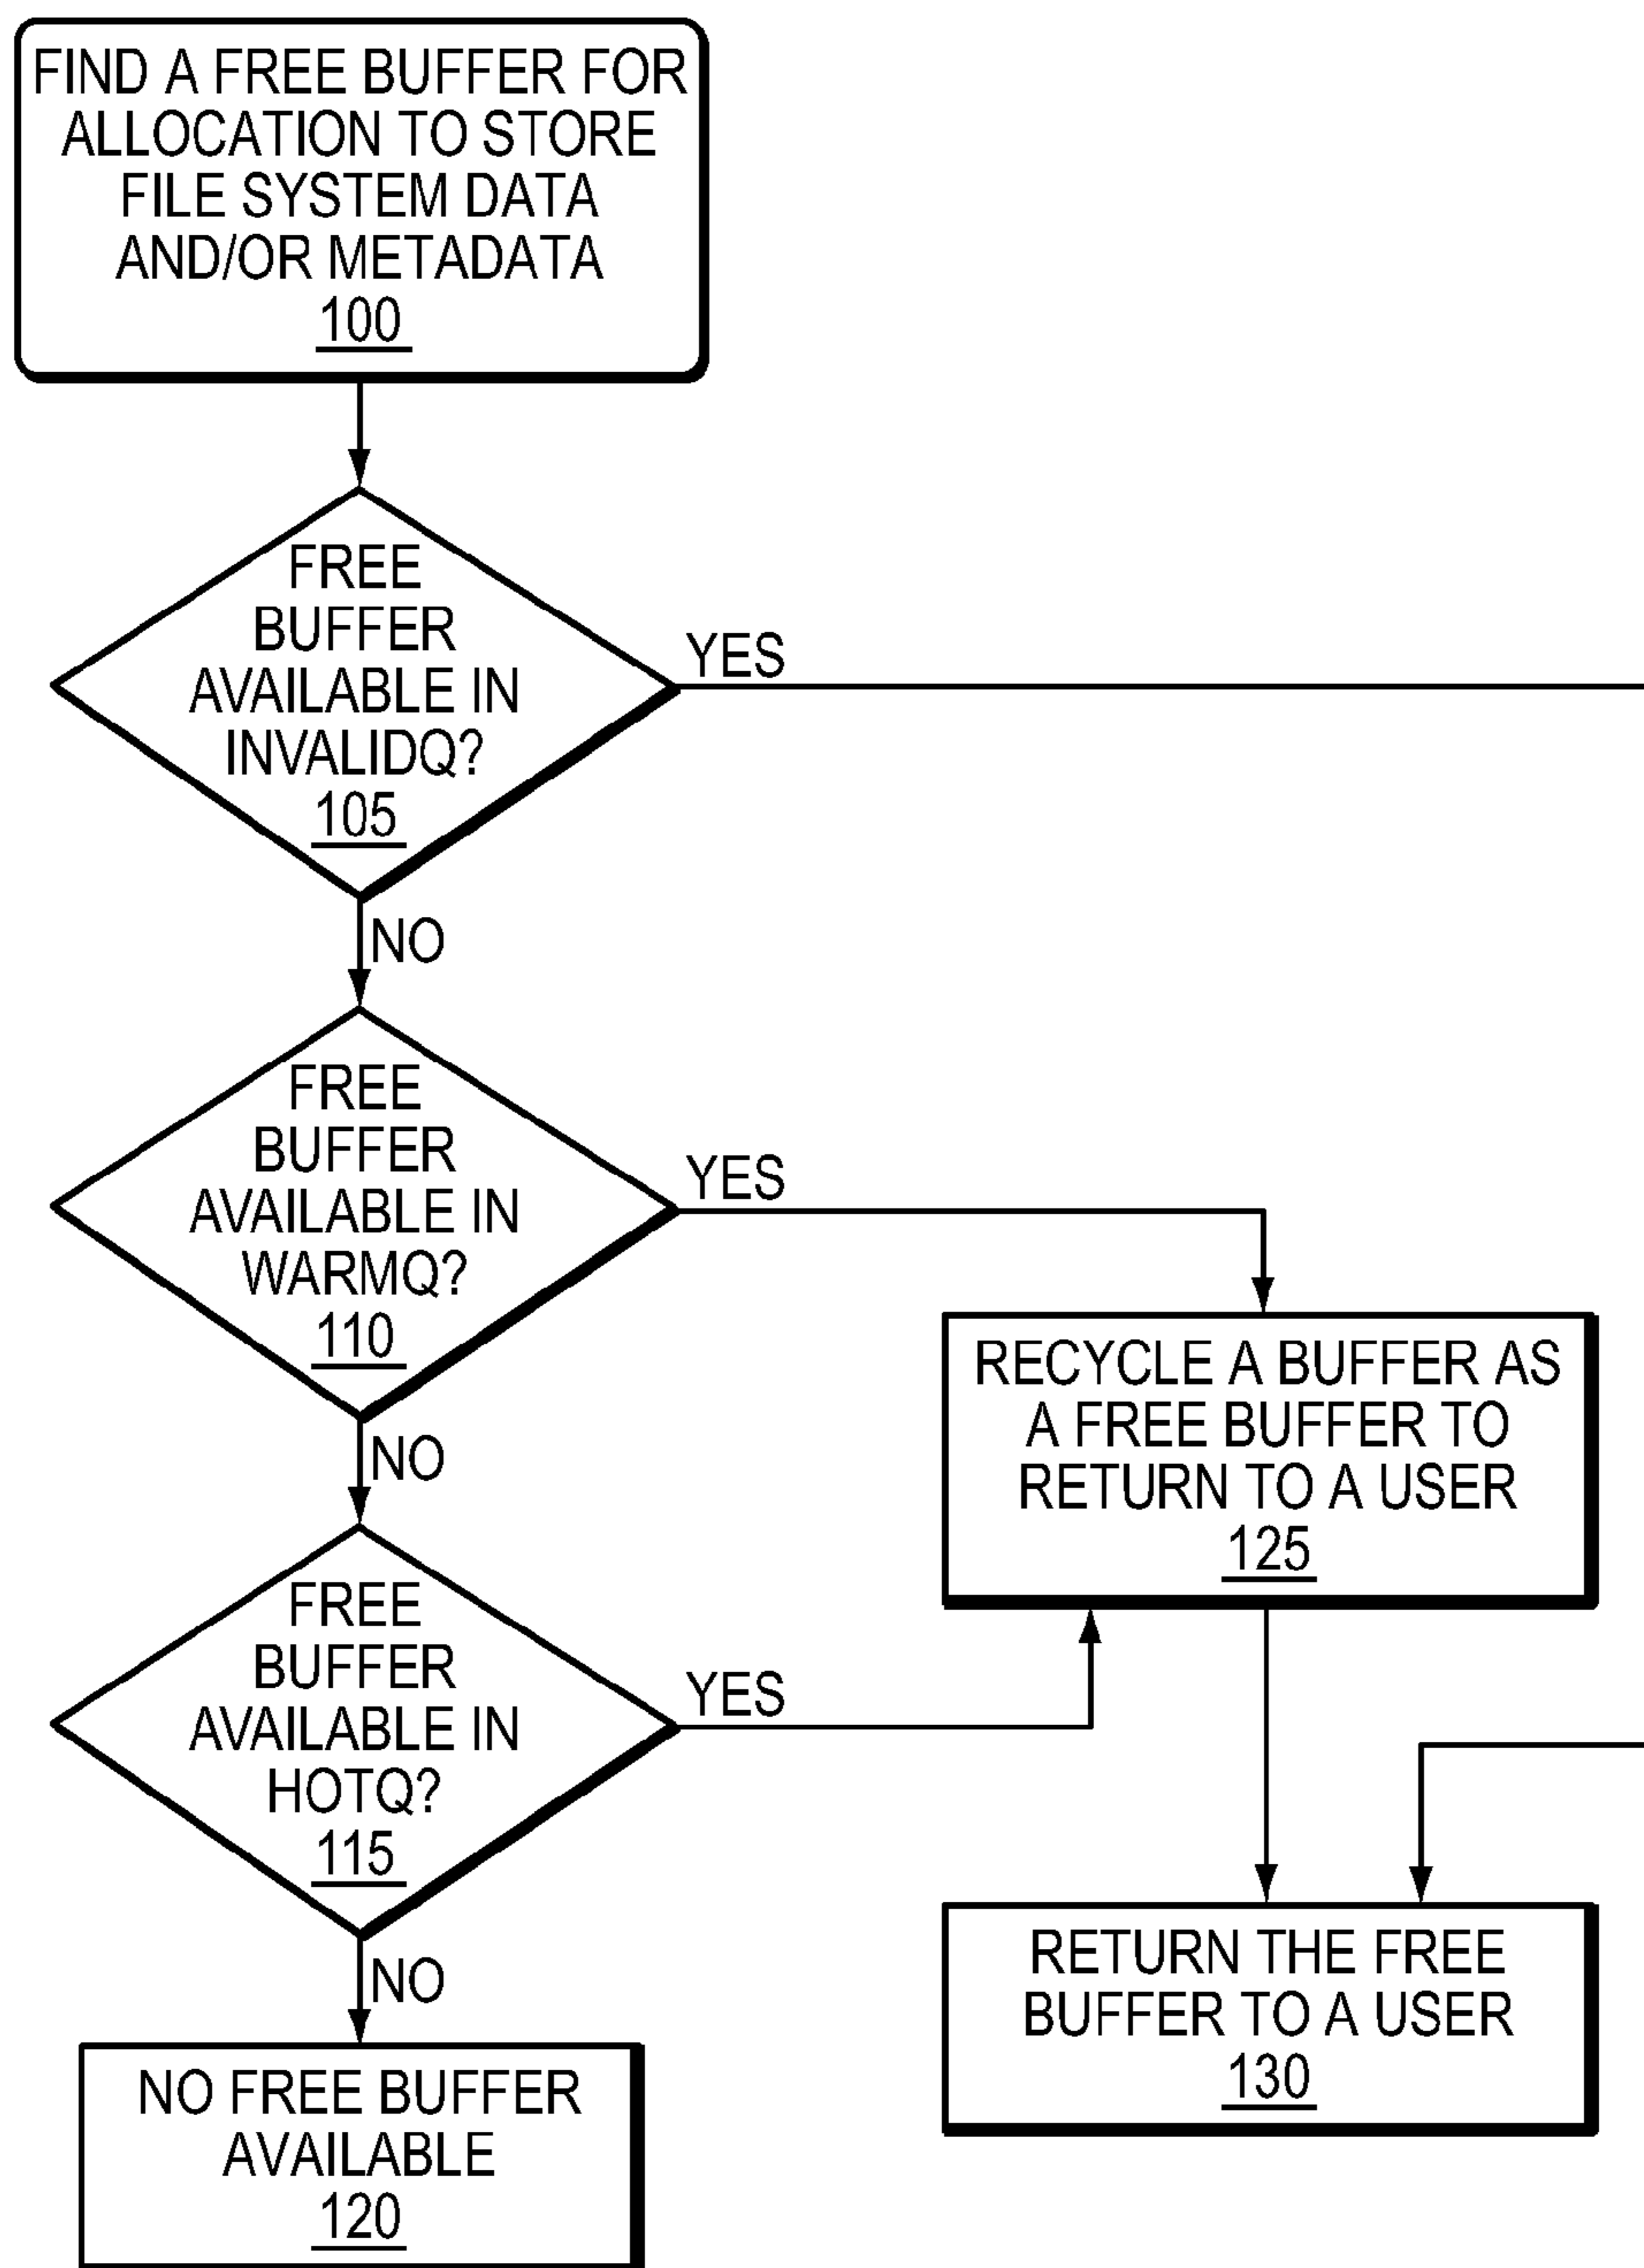 FIND A FREE BUFFER FOR
ALLOCATION TO STORE
FILE SYSTEM DATA
AND/OR METADATA
100
FREE
BUFFER
AVAILABLE IN
INVALIDQ?
105
YES
NO
FREE
BUFFER
AVAILABLE IN
WARMQ?
110
YES
NO
RECYCLE A BUFFER AS
A FREE BUFFER TO
RETURN TO A USER
125
FREE
BUFFER
AVAILABLE IN
HOTQ?
115
YES
NO
RETURN THE FREE
BUFFER TO A USER
130
NO FREE BUFFER
AVAILABLE
120